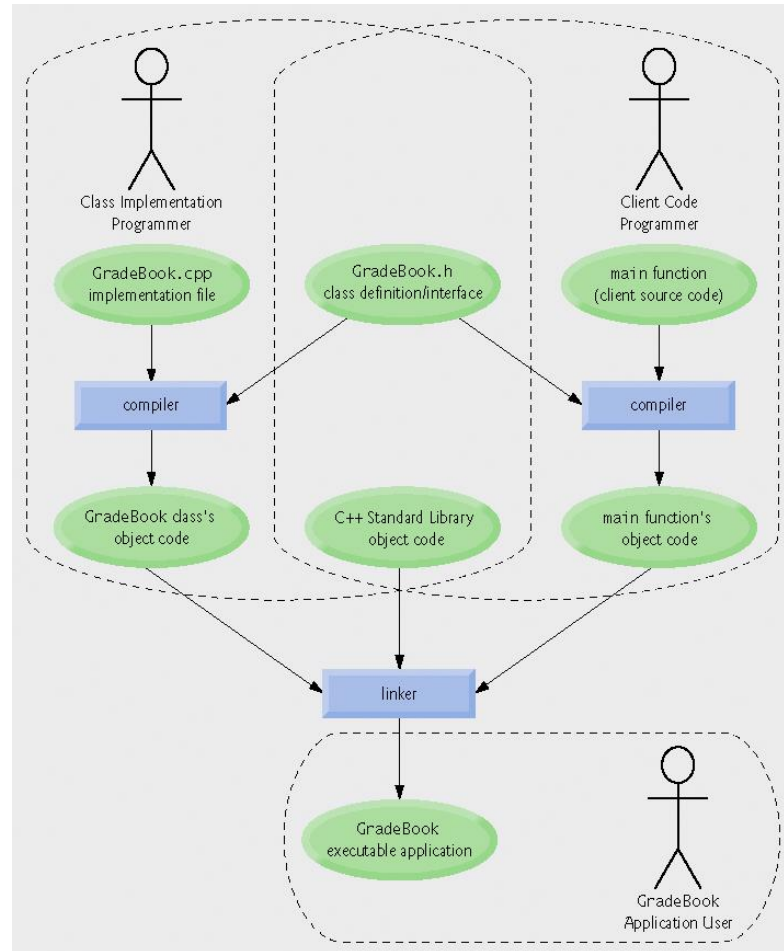 Class Implementation
Programmer
Client Code
Programmer
GradeBook.cpp
implementation file
GradeBook.h
class definition/interface
main function
(client source code)
compiler
compiler
GradeBook class's
object code
C++ Standard Library
object code
main function's
object code
linker
GradeBook
executable application
GradeBook
Application User